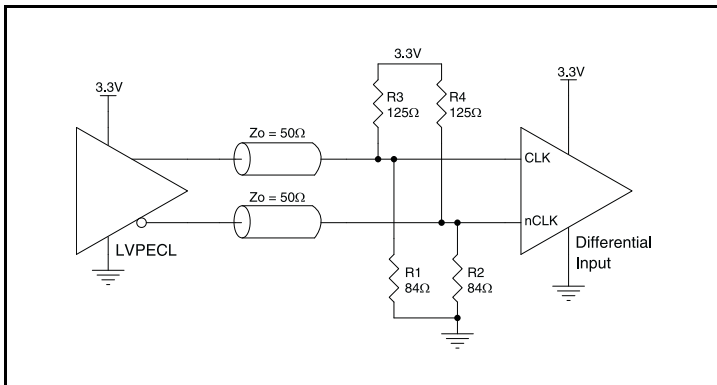 3.3V
3.3V
3.3V
R3
125Ω
R4
125Ω
Zo = 50Ω
CLK
Zo = 50Ω
nCLK
LVPECL
Differential
Input
R1
84Ω
R2
84Ω